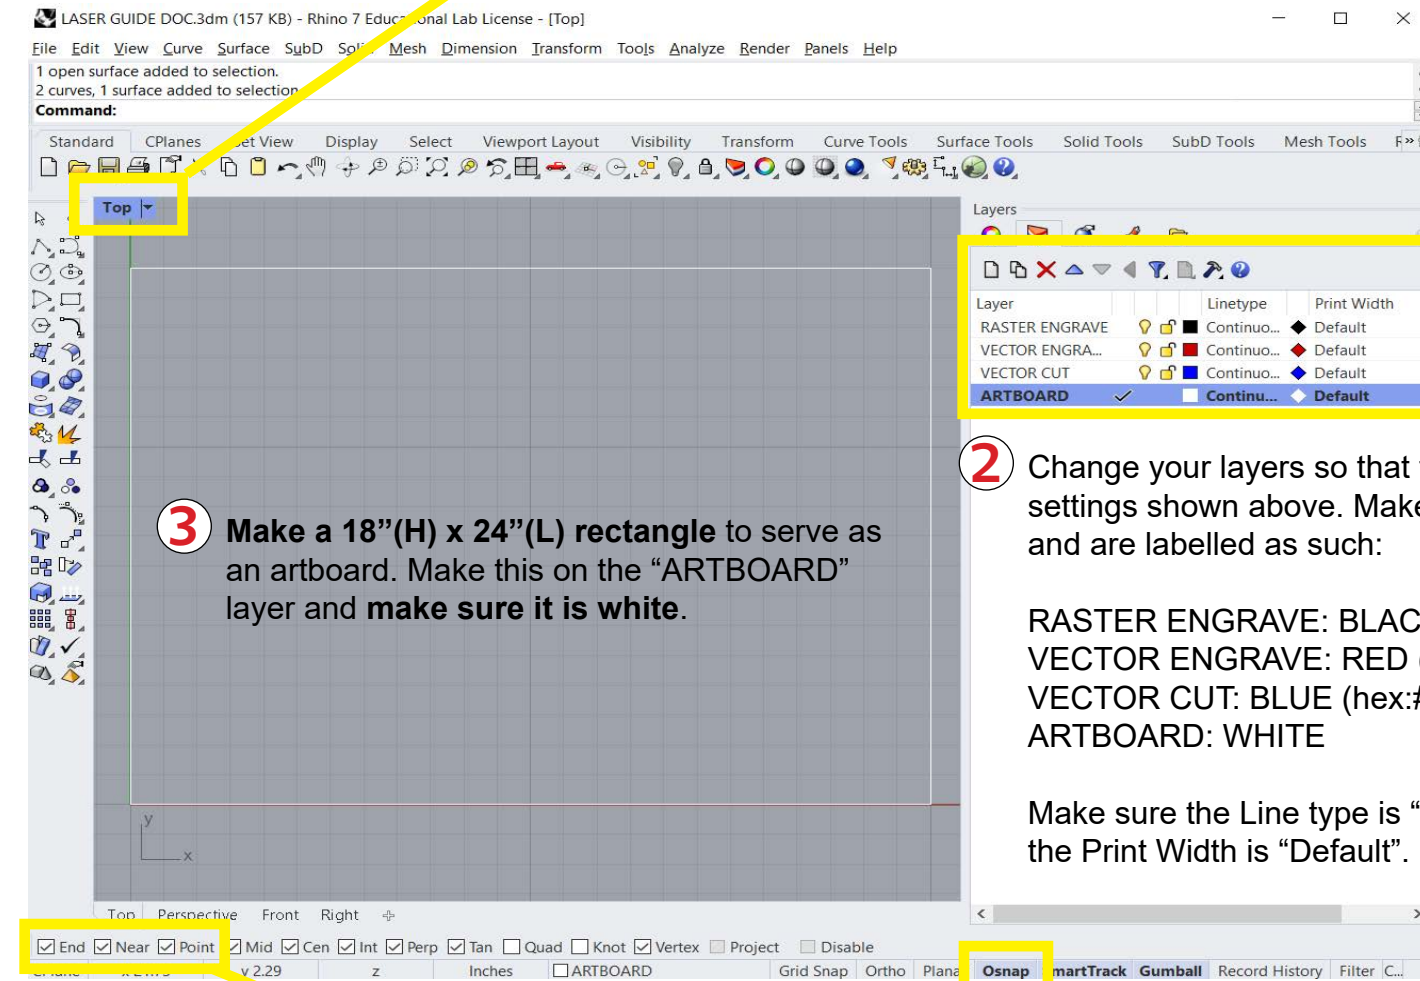 LASER GUIDE DOC.3dm (157 KB) - Rhino 7 Educational Lab License - [Top]
File Edit View Curve Surface SubD Solid Mesh Dimension Transform Tools Analyze Render Panels Help
1 open surface added to selection.
2 curves, 1 surface added to selection
Command:
Standard CPlanes Set View Display Select Viewport Layout Visibility Transform Curve Tools Surface Tools Solid Tools SubD Tools Mesh Tools
Top
Layers
Layer Linetype Print Width
RASTER ENGRAVE Continuo... Default
VECTOR ENGRA... Continuo... Default
VECTOR CUT Continuo... Default
ARTBOARD Continu... Default
2 Change your layers so that
settings shown above. Make
and are labelled as such:
RASTER ENGRAVE: BLAC
VECTOR ENGRAVE: RED
VECTOR CUT: BLUE (hex:#
ARTBOARD: WHITE
Make sure the Line type is “
the Print Width is “Default”.
3 Make a 18”(H) x 24”(L) rectangle to serve as
an artboard. Make this on the “ARTBOARD”
layer and make sure it is white.
y
x
Top Perspective Front Right
End Near Point Mid Cen Int Perp Tan Quad Knot Vertex Project Disable
y 2.29 z Inches ARTBOARD Grid Snap Ortho Plana Osnap SmartTrack Gumball Record History Filter C...